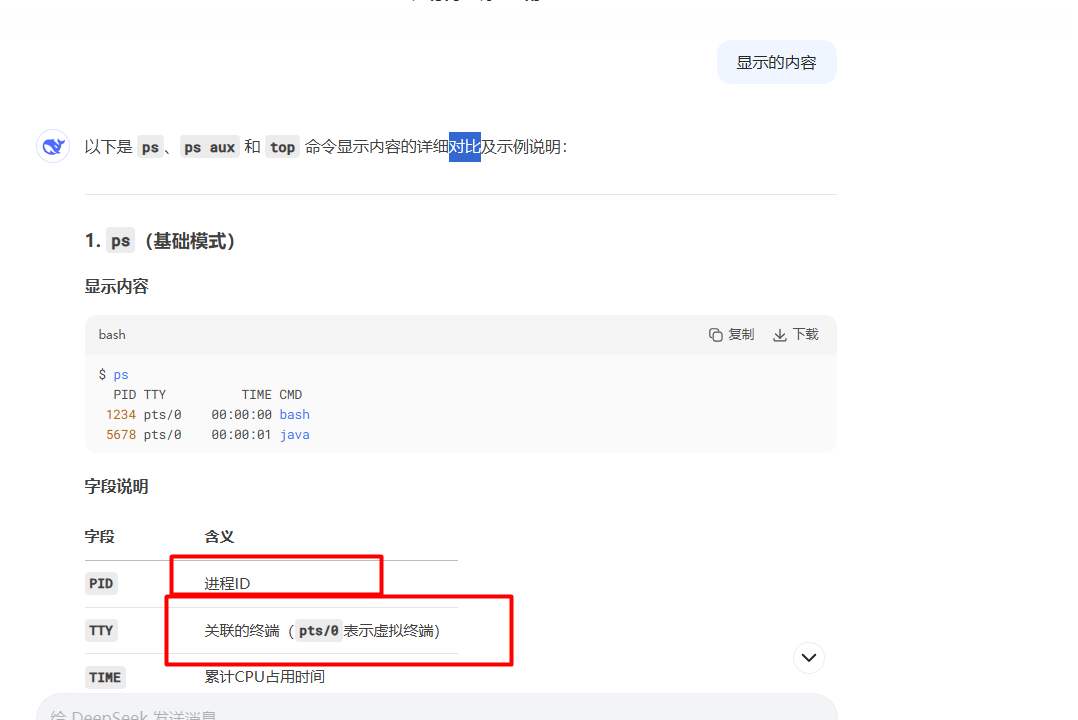 显示的内容
以下是 ps、 ps aux 和 top 命令显示内容的详细对比及示例说明：
1. ps（基础模式）
显示内容
bash 复制 下载
$ ps
PID TTY          TIME CMD
1234 pts/0    00:00:00 bash
5678 pts/0    00:00:01 java
字段说明
字段 含义
PID 进程ID
TTY 关联的终端（pts/0表示虚拟终端）
TIME 累计CPU占用时间
给 DeepSeek 发送消息